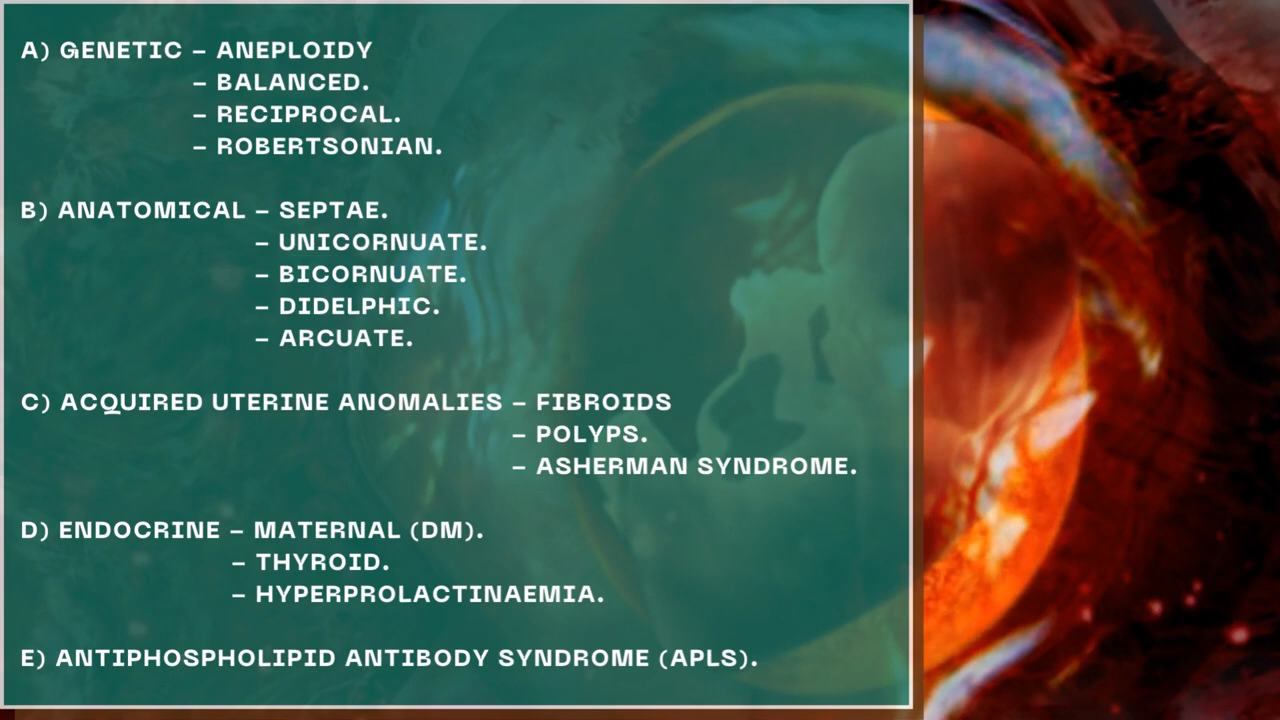 A) GENETIC – ANEPLOIDY
– BALANCED.
– RECIPROCAL.
– ROBERTSONIAN.
B) ANATOMICAL – SEPTAE.
– UNICORNUATE.
– BICORNUATE.
– DIDELPHIC.
– ARCUATE.
C) ACQUIRED UTERINE ANOMALIES – FIBROIDS
– POLYPS.
– ASHERMAN SYNDROME.
D) ENDOCRINE – MATERNAL (DM).
– THYROID.
– HYPERPROLACTINAEMIA.
E) ANTIPHOSPHOLIPID ANTIBODY SYNDROME (APLS).